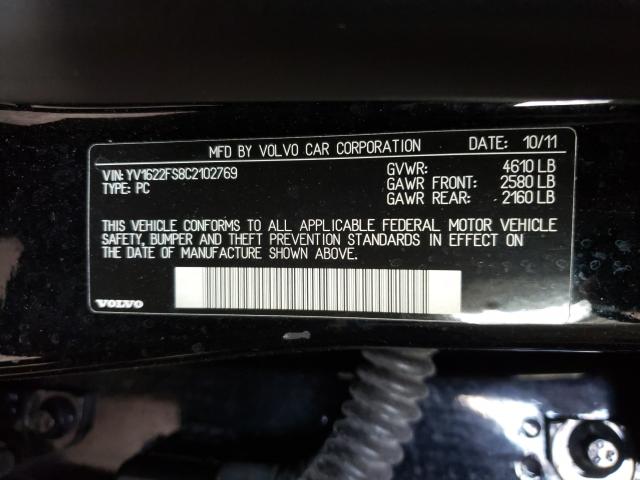 MFD BY VOLVO CAR CORPORATION DATE: 10/11
VIN: YV1622FS8C2102769 GVWR: 4610 LB
TYPE: PC GAWR FRONT: 2580 LB
GAWR REAR: 2160 LB
THIS VEHICLE CONFORMS TO ALL APPLICABLE FEDERAL MOTOR VEHICLE
SAFETY, BUMPER AND THEFT PREVENTION STANDARDS IN EFFECT ON
THE DATE OF MANUFACTURE SHOWN ABOVE.
VOLVO